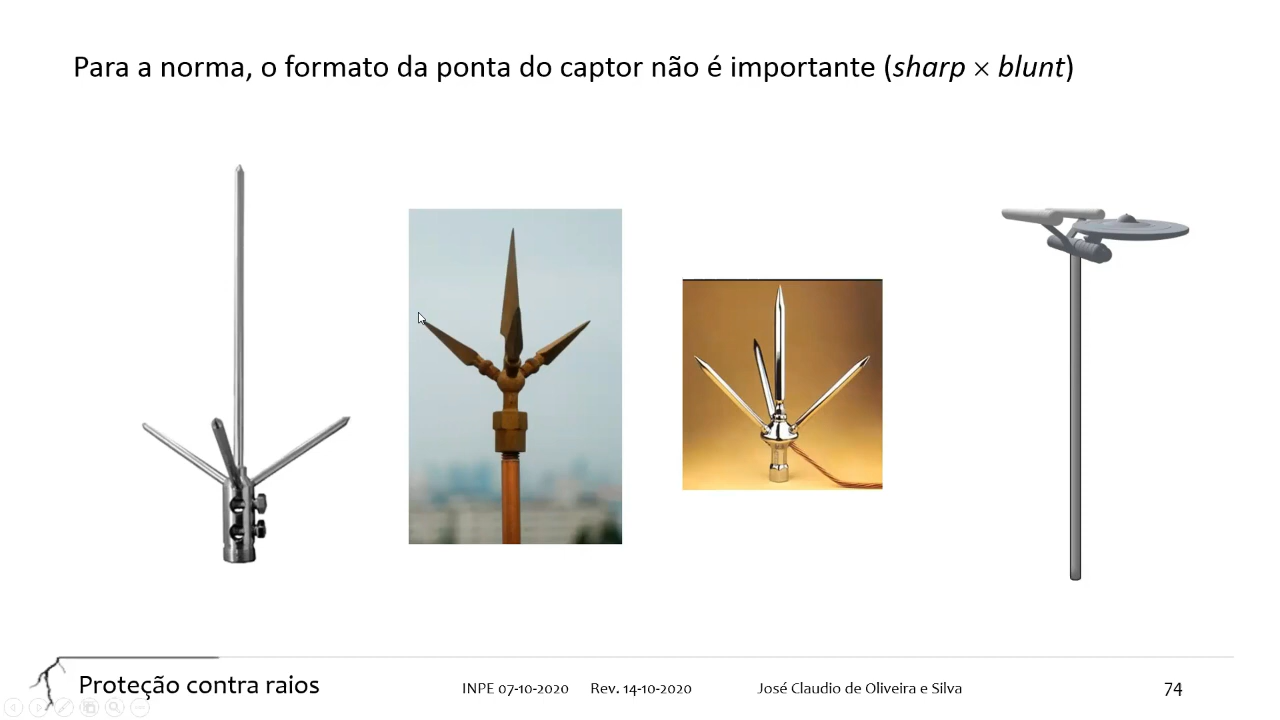 Para a norma, o formato da ponta do captor não é importante (sharp × blunt)
Proteção contra raios
INPE 07-10-2020 Rev. 14-10-2020 José Claudio de Oliveira e Silva 74